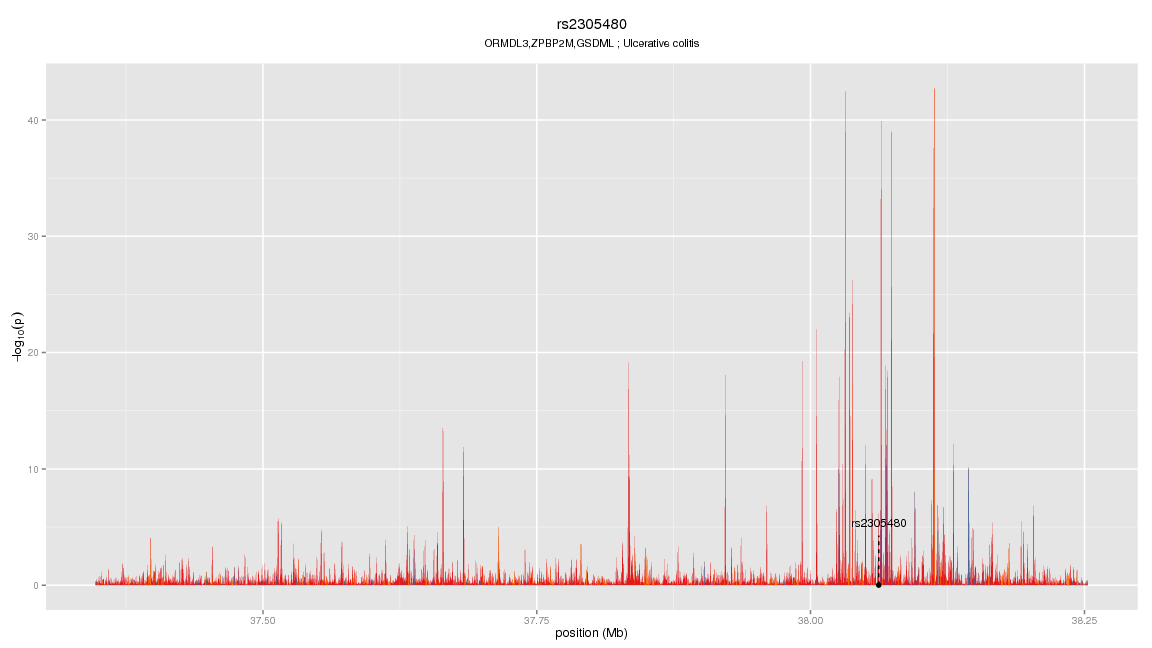 rs2305480
ORMDL3,ZPBP2M,GSDML ; Ulcerative colitis
−log10(p)
40
30
20
10
0
rs2305480
37.50 37.75 38.00 38.25
position (Mb)